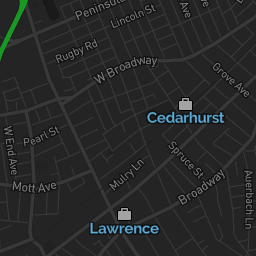 Peninsula
Lincoln St
Ave
Rugby Rd
W Broadway
Grove Ave
Cedarhurst
Pearl St
W End Ave
Mulry Ln
Spruce St
Mott Ave
Broadway
Auerbach Ln
Lawrence